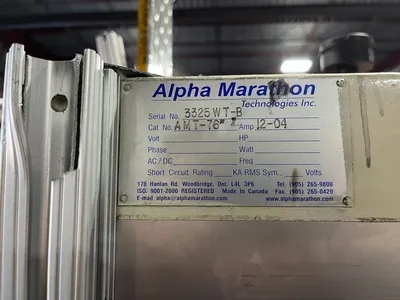 Alpha Marathon
Technologies Inc.
Serial No. 3325WT-B
Cat No. AMT-76" Amp 12-04
Volt HP
Phase Watt
AC / DC Freq
Short Circuit Rating KA RMS Sym. Volts
176 Hanlan Rd. Woodbridge, Ont. L4L 3P6 Tel. (905) 265-9800
ISO. 9001-2000 REGISTERED Made In Canada Fax. (905) 265-0420
E-mail alpha@alphamarathon.com www.alphamarathon.com